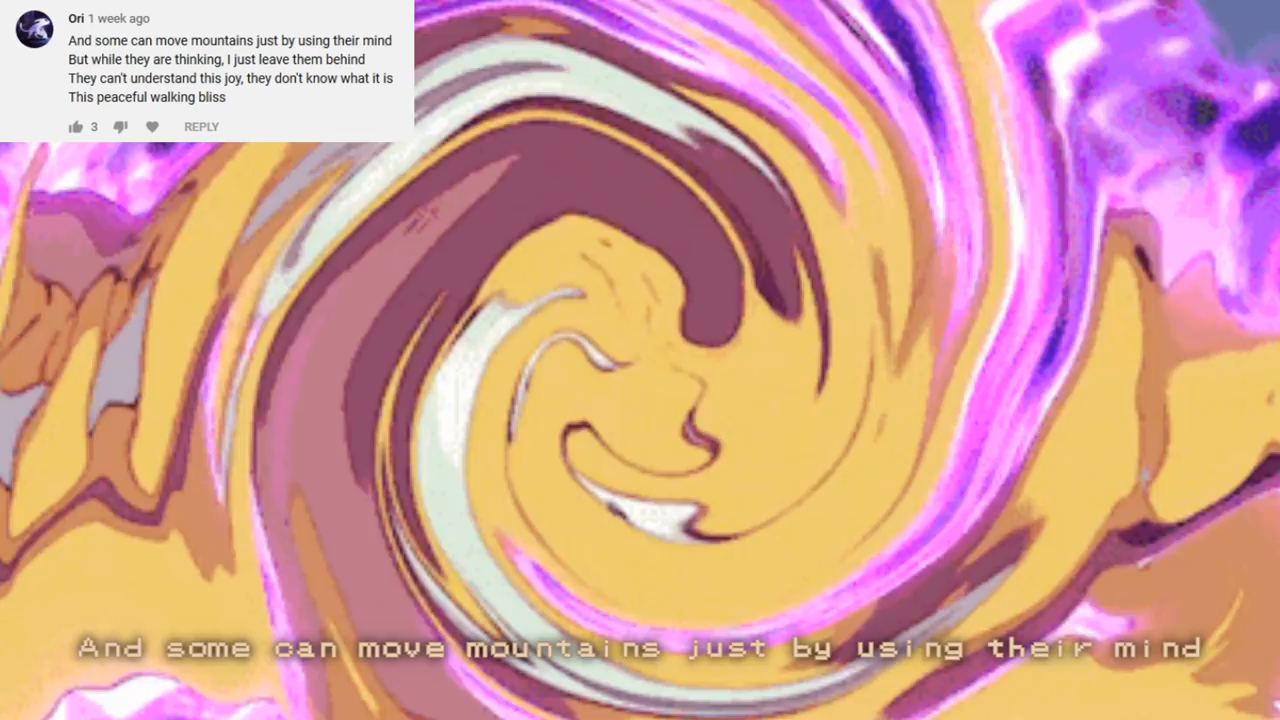 Ori 1 week ago
And some can move mountains just by using their mind
But while they are thinking, I just leave them behind
They can't understand this joy, they don't know what it is
This peaceful walking bliss
3 REPLY
And some can move mountains just by using their mind